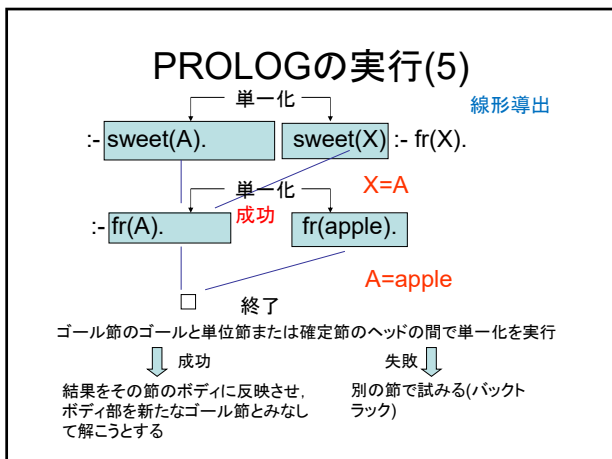 PROLOGの実行(5)
単一化
線形導出
:- sweet(A). sweet(X) :- fr(X).
単一化
X=A
成功
:- fr(A). fr(apple).
A=apple
終了
ゴール節のゴールと単位節または確定節のヘッドの間で単一化を実行
成功 失敗
結果をその節のボディに反映させ, 別の節で試みる(バックト
ボディ部を新たなゴール節とみなし ラック)
て解こうとする